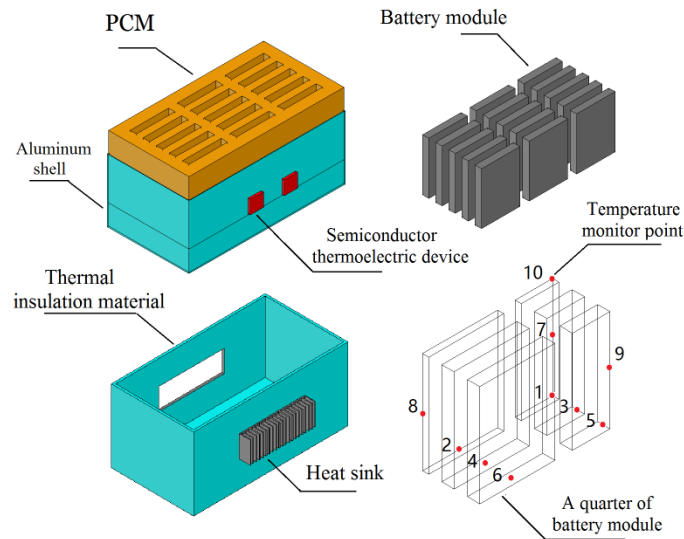 PCM
Battery module
Aluminum
shell
Semiconductor
thermoelectric device
Temperature
monitor point
Thermal
insulation material
10
7
9
8
1
3
5
2
4
6
Heat sink
A quarter of
battery module